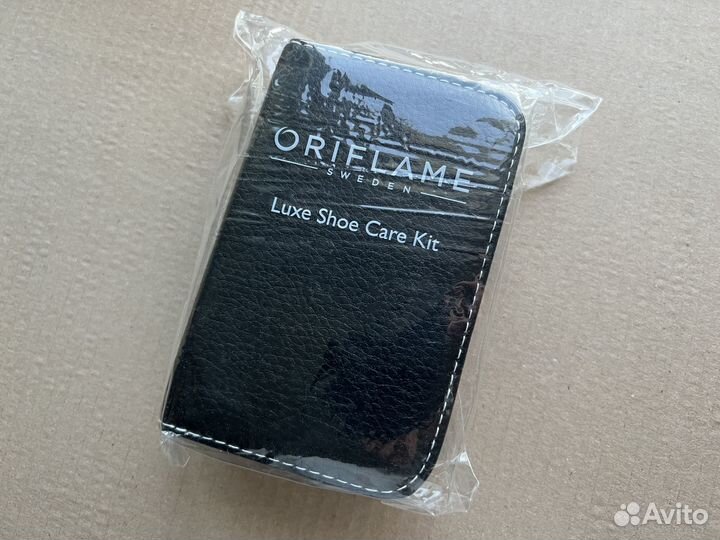 ORIFLAME
SWEDEN
Luxe Shoe Care Kit
Avito